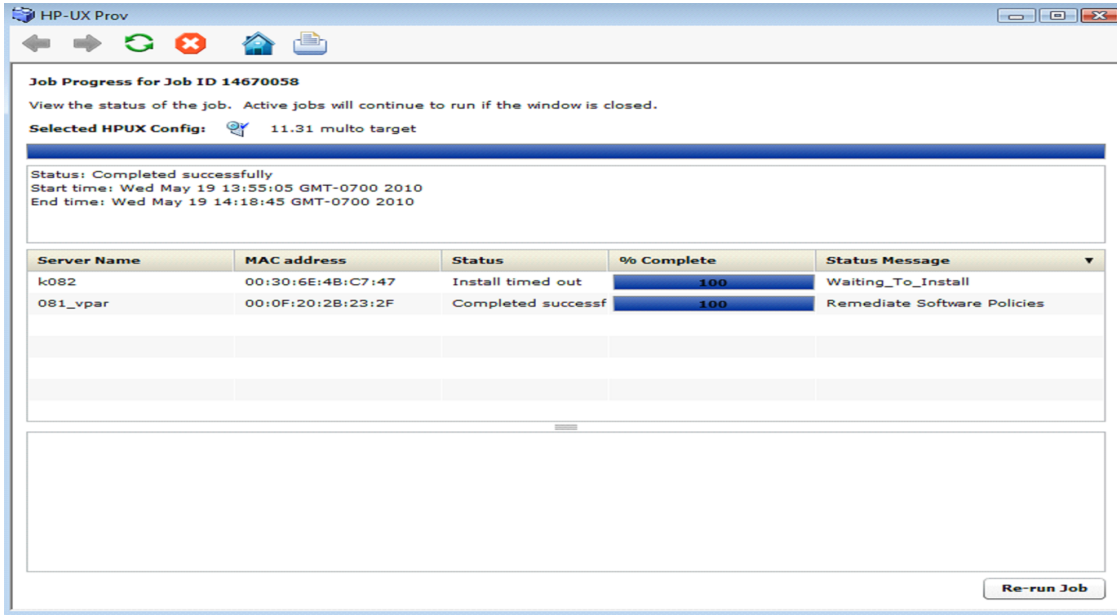 HP-UX Prov
Job Progress for Job ID 14670058
View the status of the job. Active jobs will continue to run if the window is closed.
Selected HPUX Config: 11.31 multo target
Status: Completed successfully
Start time: Wed May 19 13:55:05 GMT-0700 2010
End time: Wed May 19 14:18:45 GMT-0700 2010
Server Name MAC address Status % Complete Status Message
k082 00:30:6E:4B:C7:47 Install timed out 100 Waiting_To_Install
081_vpar 00:0F:20:2B:23:2F Completed successf 100 Remediate Software Policies
Re-run Job